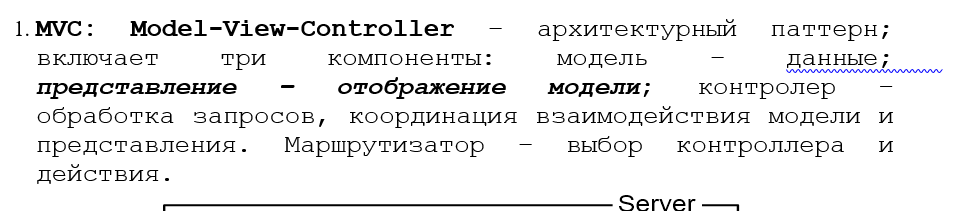 1. MVC: Model-View-Controller – архитектурный паттерн;
включает три компоненты: модель – данные;
представление – отображение модели; контролер –
обработка запросов, координация взаимодействия модели и
представления. Маршрутизатор – выбор контроллера и
действия.
Server